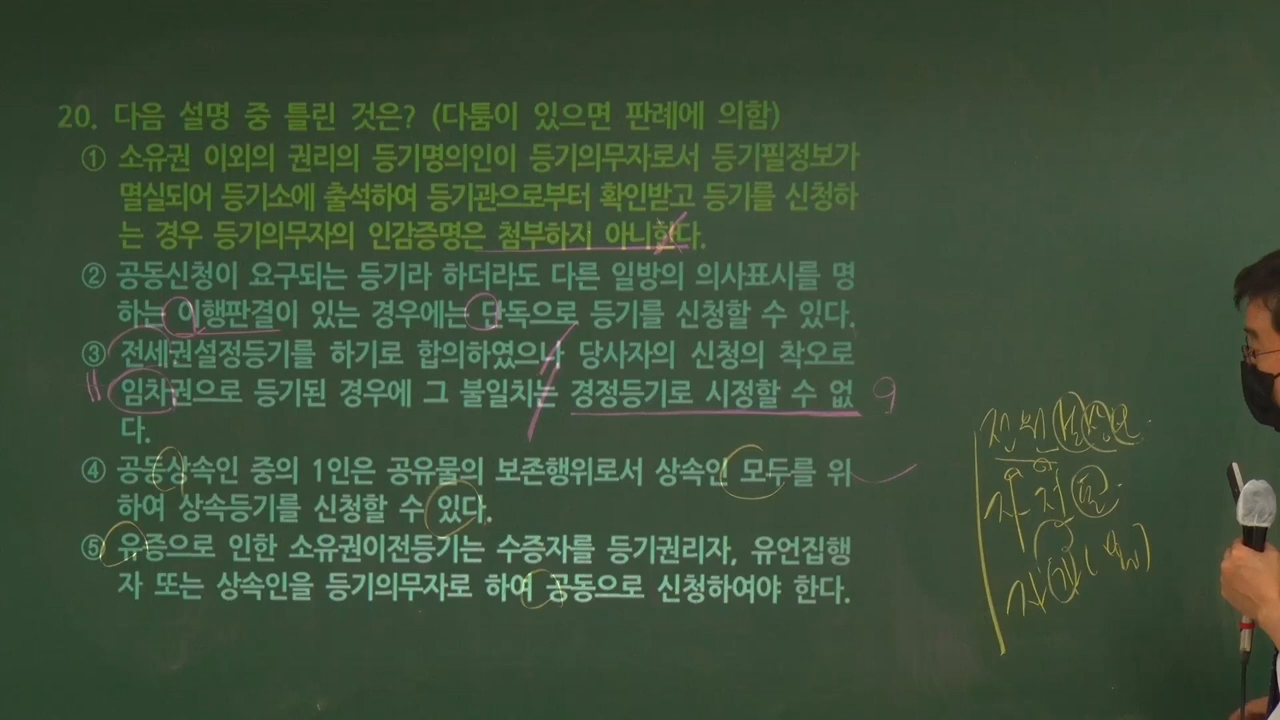 20. 다음 설명 중 틀린 것은? (다툼이 있으면 판례에 의함)
① 소유권 이외의 권리의 등기명의인이 등기의무자로서 등기필정보가
멸실되어 등기소에 출석하여 등기관으로부터 확인받고 등기를 신청하
는 경우 등기의무자의 인감증명은 첨부하지 아니한다.
② 공동신청이 요구되는 등기라 하더라도 다른 일방의 의사표시를 명
하는 이행판결이 있는 경우에는 단독으로 등기를 신청할 수 있다.
③ 전세권설정등기를 하기로 합의하였으나 당사자의 신청의 착오로
임차권으로 등기된 경우에 그 불일치는 경정등기로 시정할 수 없
다.
④ 공동상속인 중의 1인은 공유물의 보존행위로서 상속인 모두를 위
하여 상속등기를 신청할 수 있다.
⑤ 유증으로 인한 소유권이전등기는 수증자를 등기권리자, 유언집행
자 또는 상속인을 등기의무자로 하여 공동으로 신청하여야 한다.